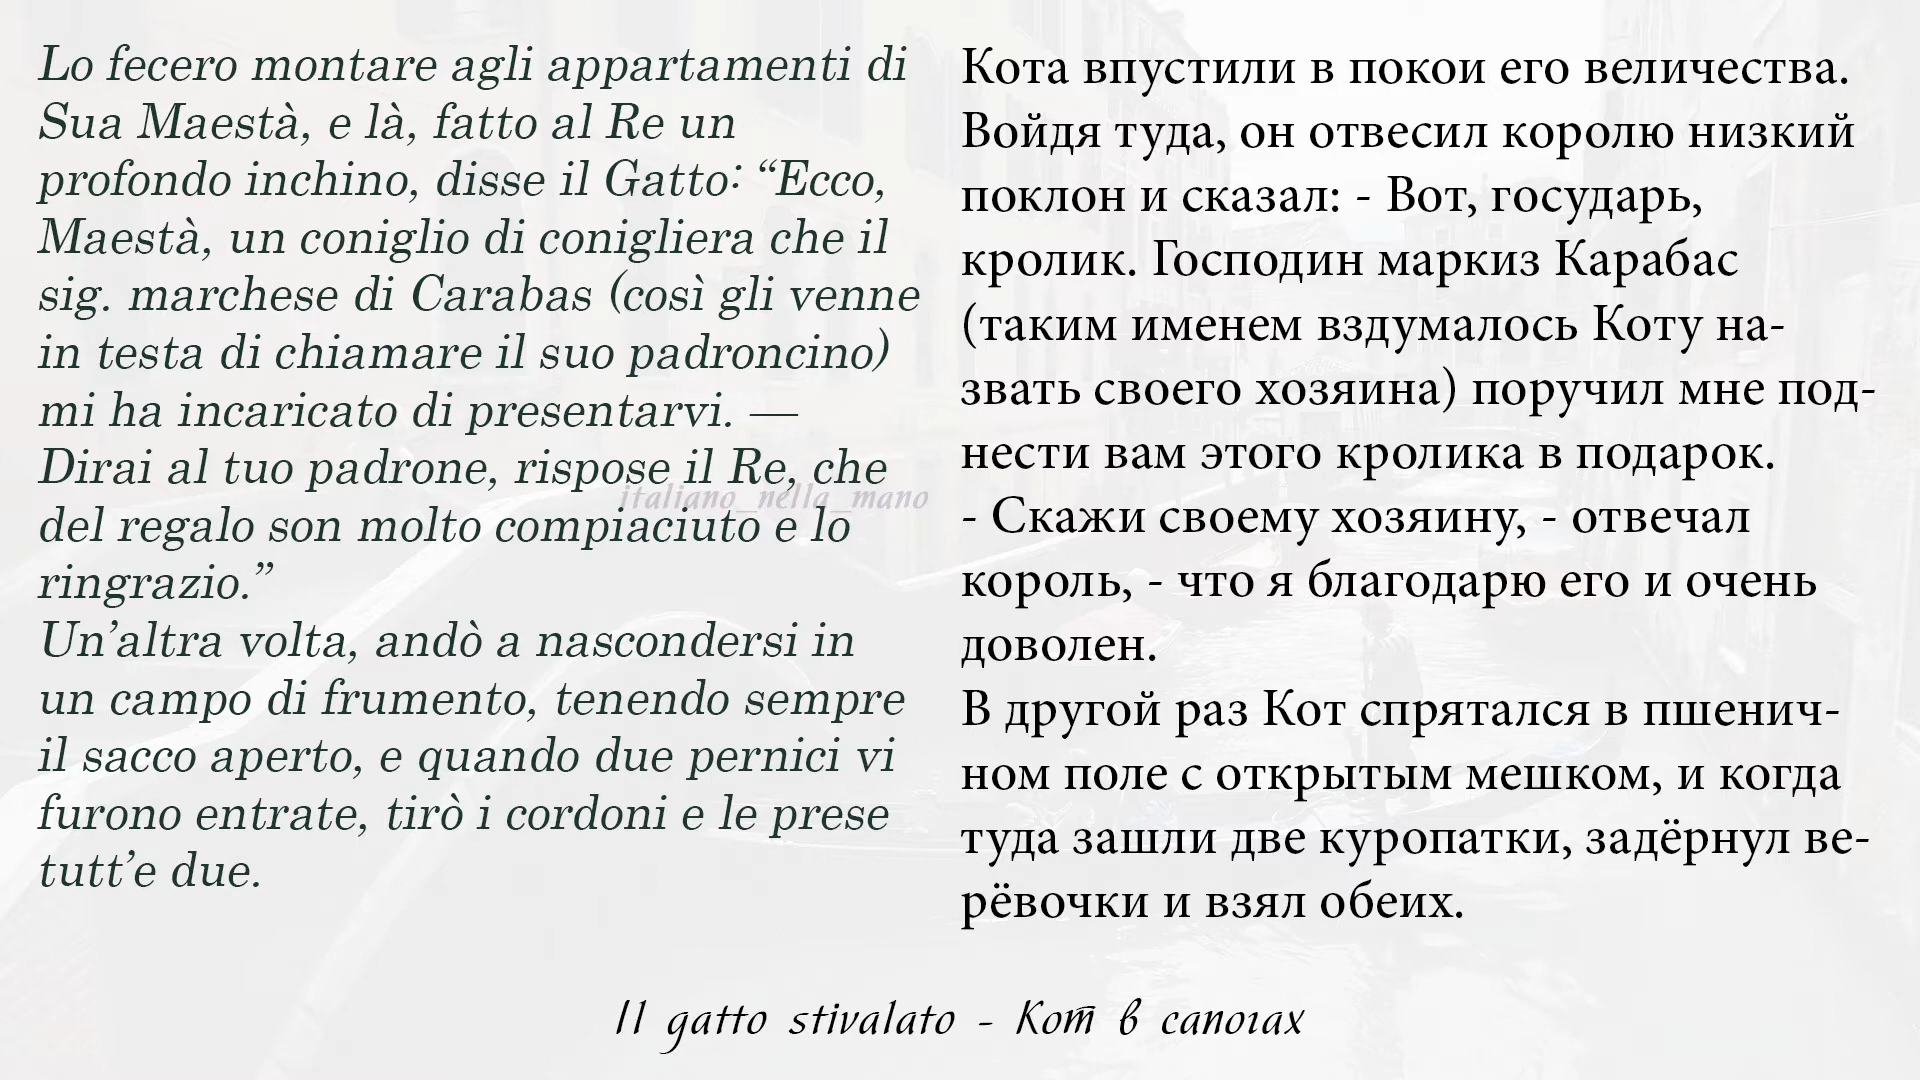 Lo fecero montare agli appartamenti di
Sua Maestà, e là, fatto al Re un
profondo inchino, disse il Gatto: “Ecco,
Maestà, un coniglio di conigliera che il
sig. marchese di Carabas (così gli venne
in testa di chiamare il suo padroncino)
mi ha incaricato di presentarvi. —
Dirai al tuo padrone, rispose il Re, che
del regalo son molto compiaciuto e lo
ringrazio.”
Un’altra volta, andò a nascondersi in
un campo di frumento, tenendo sempre
il sacco aperto, e quando due pernici vi
furono entrate, tirò i cordoni e le prese
tutt’e due.
italiano_nella_mano
Кота впустили в покои его величества.
Войдя туда, он отвесил королю низкий
поклон и сказал: - Вот, государь,
кролик. Господин маркиз Карабас
(таким именем вздумалось Коту на-
звать своего хозяина) поручил мне под-
нести вам этого кролика в подарок.
- Скажи своему хозяину, - отвечал
король, - что я благодарю его и очень
доволен.
В другой раз Кот спрятался в пшенич-
ном поле с открытым мешком, и когда
туда зашли две куропатки, задёрнул ве-
рёвочки и взял обеих.
Il gatto stivalato - Кот в сапогах